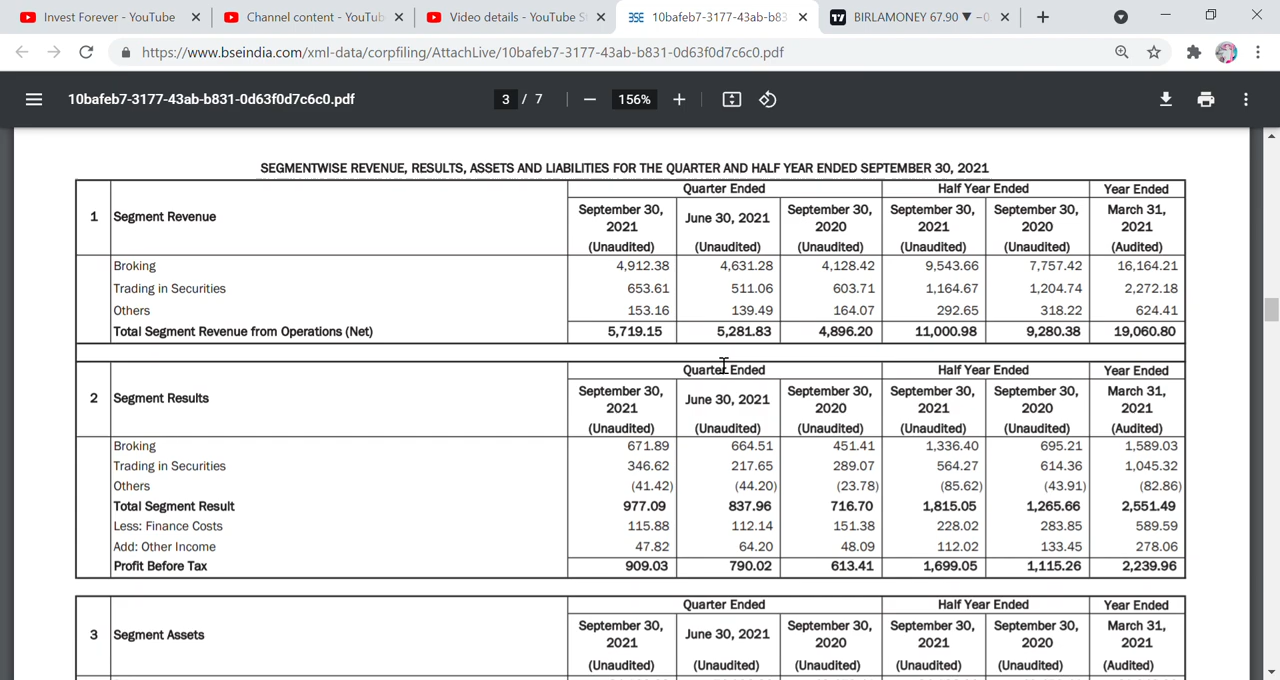 Invest Forever - YouTube
Channel content - YouTub
Video details - YouTube S
10bafeb7-3177-43ab-b83
BIRLAMONEY 67.90 ▼ −0.
https://www.bseindia.com/xml-data/corpfiling/AttachLive/10bafeb7-3177-43ab-b831-0d63f0d7c6c0.pdf
10bafeb7-3177-43ab-b831-0d63f0d7c6c0.pdf 3 / 7 156%
SEGMENTWISE REVENUE, RESULTS, ASSETS AND LIABILITIES FOR THE QUARTER AND HALF YEAR ENDED SEPTEMBER 30, 2021
Quarter Ended Half Year Ended Year Ended
1 Segment Revenue September 30, 2021 June 30, 2021 September 30, 2020 September 30, 2021 September 30, 2020 March 31, 2021
(Unaudited) (Unaudited) (Unaudited) (Unaudited) (Unaudited) (Audited)
Broking 4,912.38 4,631.28 4,128.42 9,543.66 7,757.42 16,164.21
Trading in Securities 653.61 511.06 603.71 1,164.67 1,204.74 2,272.18
Others 153.16 139.49 164.07 292.65 318.22 624.41
Total Segment Revenue from Operations (Net) 5,719.15 5,281.83 4,896.20 11,000.98 9,280.38 19,060.80
Quarter Ended Half Year Ended Year Ended
2 Segment Results September 30, 2021 June 30, 2021 September 30, 2020 September 30, 2021 September 30, 2020 March 31, 2021
(Unaudited) (Unaudited) (Unaudited) (Unaudited) (Unaudited) (Audited)
Broking 671.89 664.51 451.41 1,336.40 695.21 1,589.03
Trading in Securities 346.62 217.65 289.07 564.27 614.36 1,045.32
Others (41.42) (44.20) (23.78) (85.62) (43.91) (82.86)
Total Segment Result 977.09 837.96 716.70 1,815.05 1,265.66 2,551.49
Less: Finance Costs 115.88 112.14 151.38 228.02 283.85 589.59
Add: Other Income 47.82 64.20 48.09 112.02 133.45 278.06
Profit Before Tax 909.03 790.02 613.41 1,699.05 1,115.26 2,239.96
Quarter Ended Half Year Ended Year Ended
3 Segment Assets September 30, 2021 June 30, 2021 September 30, 2020 September 30, 2021 September 30, 2020 March 31, 2021
(Unaudited) (Unaudited) (Unaudited) (Unaudited) (Unaudited) (Audited)